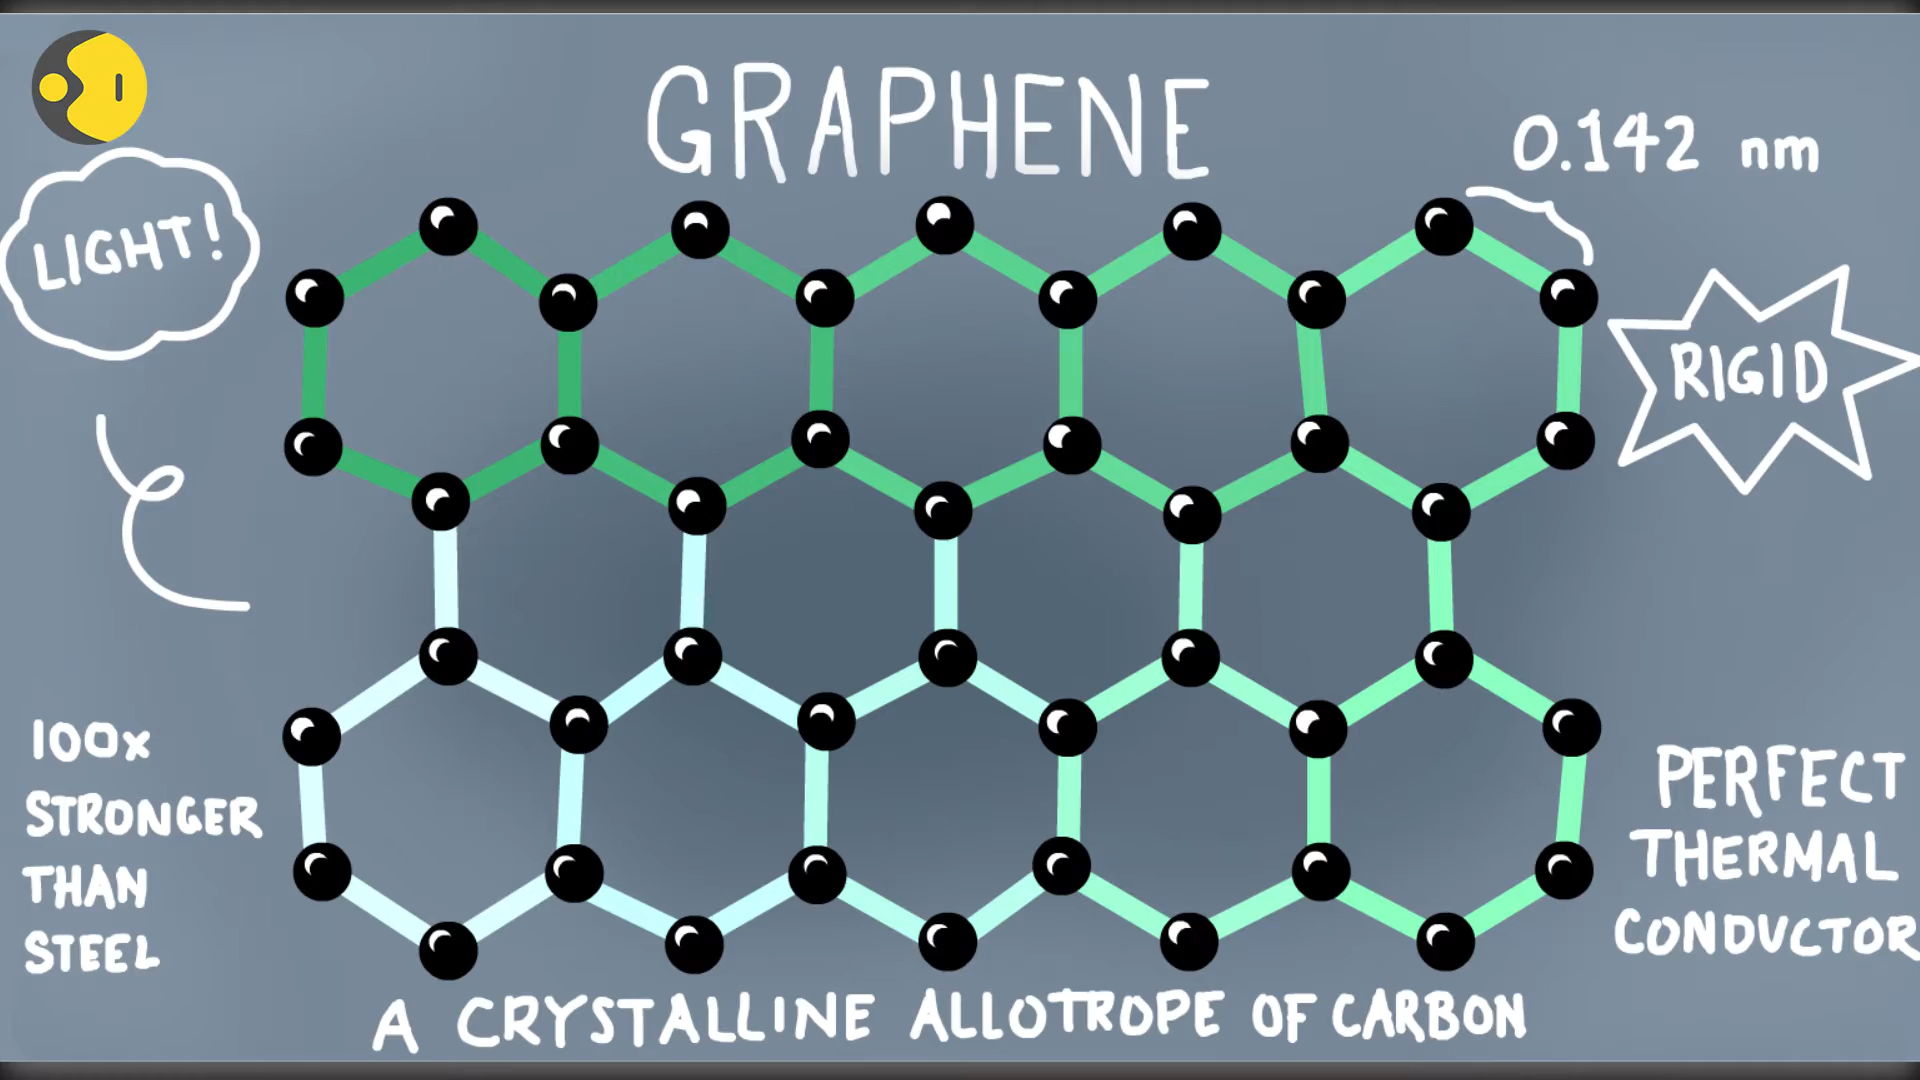 GRAPHENE
0.142 nm
LIGHT!
RIGID
100x
STRONGER
THAN
STEEL
PERFECT
THERMAL
CONDUCTOR
A CRYSTALLINE ALLOTROPE OF CARBON